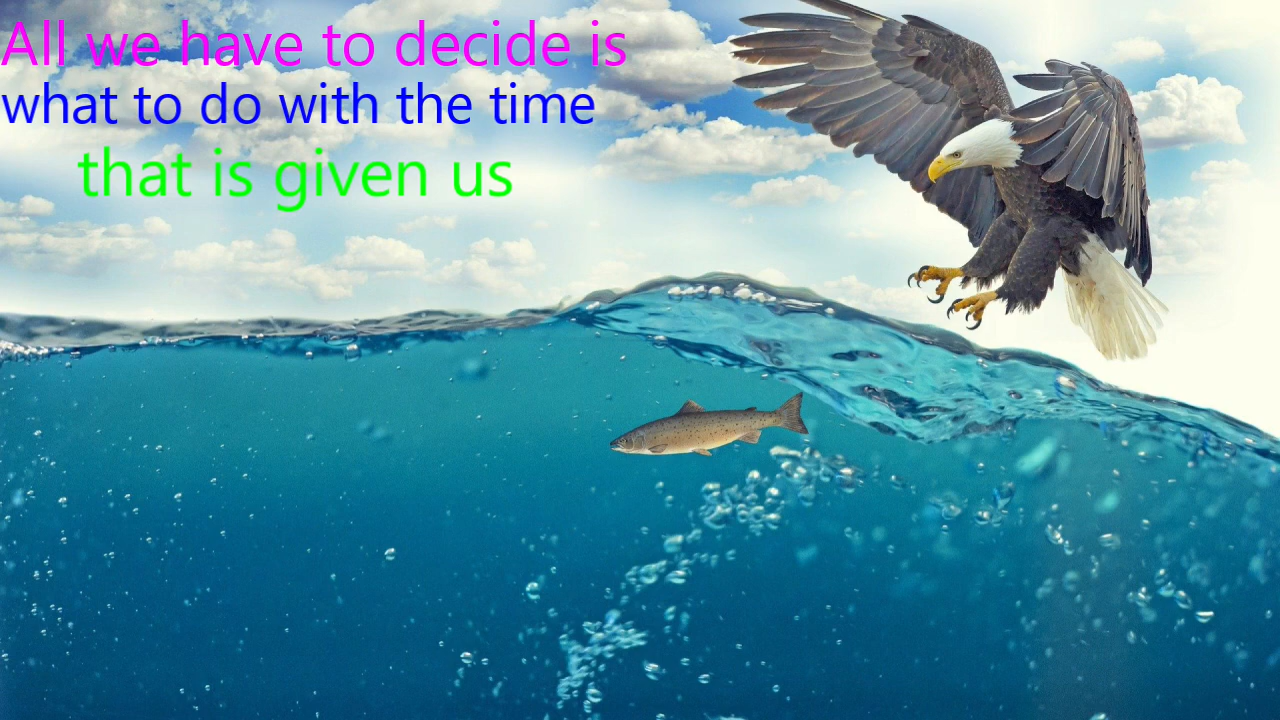 All we have to decide is
what to do with the time
that is given us